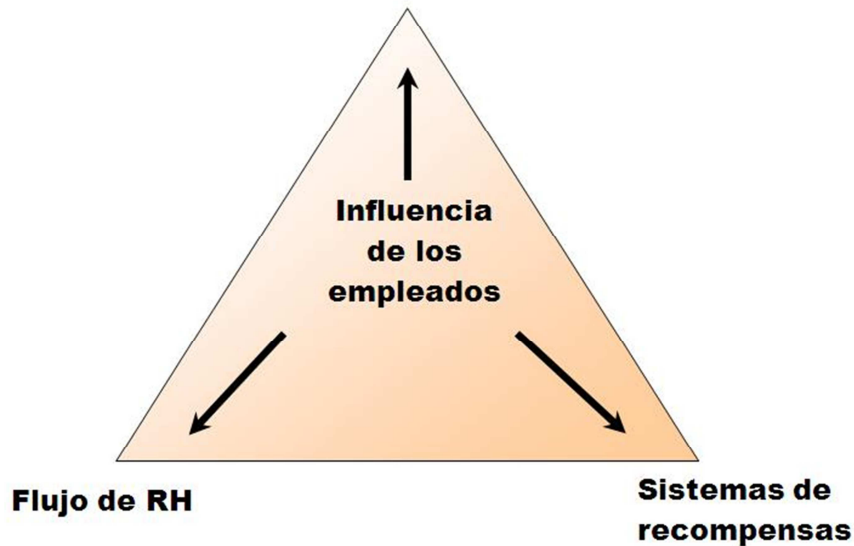 Influencia
de los
empleados
Flujo de RH
Sistemas de
recompensas